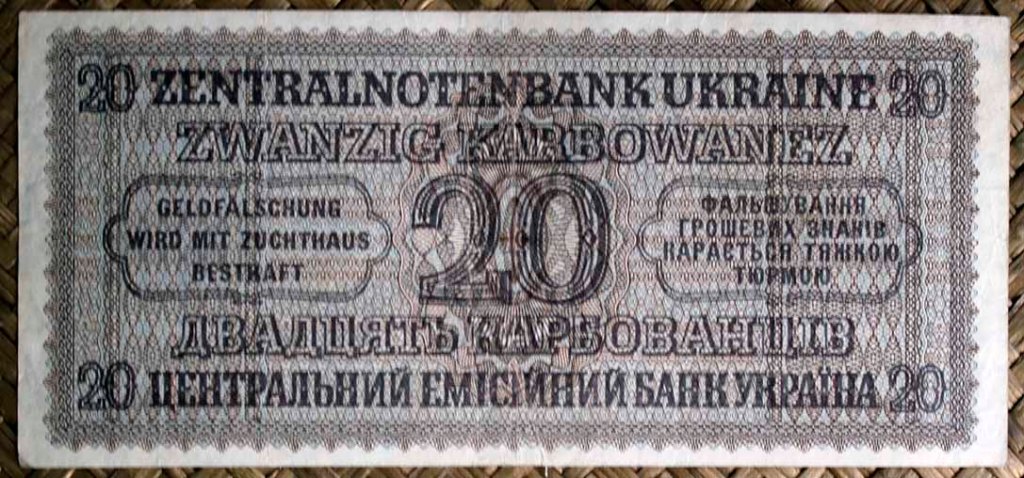 20 ZENTRALNOTENBANK UKRAINE 20
ZWANZIG KARBOWANEZ
GELDFÄLSCHUNG
WIRD MIT ZUCHTHAUS
BESTRAFT
20
ФАЛЬШУВАННЯ
ГРОШЕВИХ ЗНАКІВ
КАРАЄТЬСЯ ТЯЖКОЮ
ТЮРМОЮ
ДВАДЦЯТЬ КАРБОВАНЦІВ
20 ЦЕНТРАЛЬНИЙ ЕМІСІЙНИЙ БАНК УКРАЇНА 20